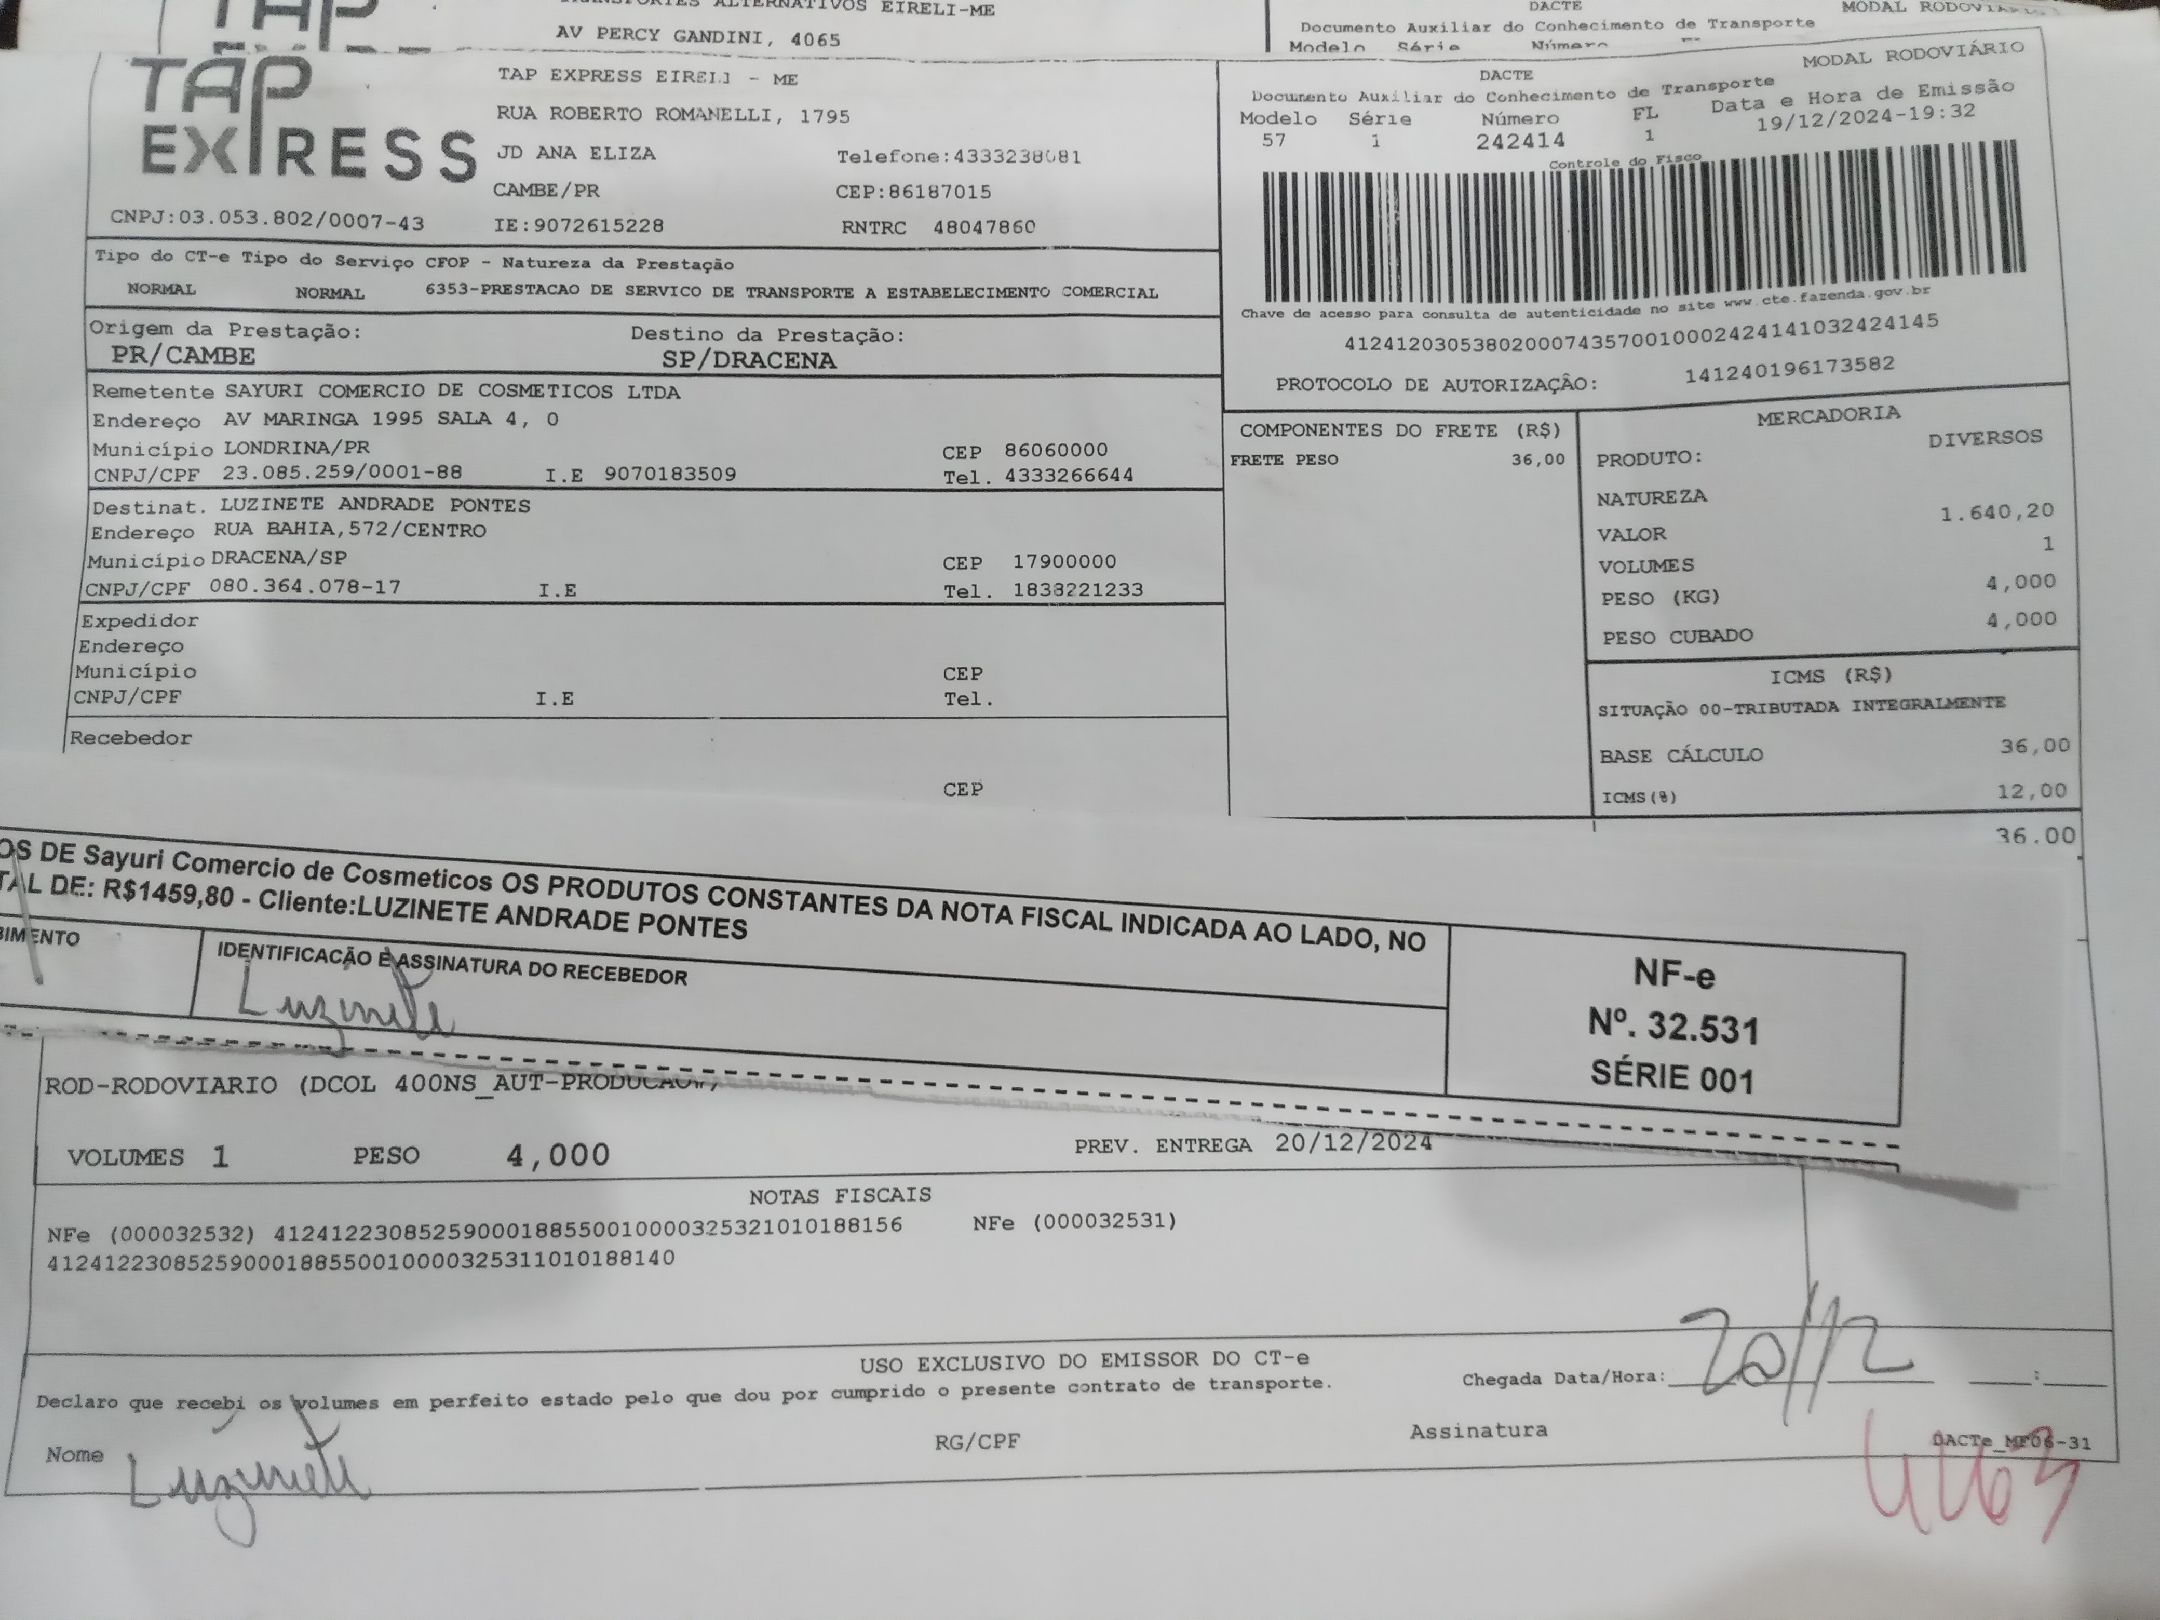 ALTERNATIVOS EIRELI-ME
AV PERCY GANDINI, 4065
DACTE
Documento Auxiliar do Conhecimento de Transporte
Modelo Série Número
TAP EXPRESS
TAP EXPRESS EIRELI - ME
RUA ROBERTO ROMANELLI, 1795
JD ANA ELIZA Telefone:4333238081
CAMBE/PR CEP:86187015
CNPJ:03.053.802/0007-43 IE:9072615228 RNTRC 48047860
DACTE MODAL RODOVIÁRIO
Documento Auxiliar do Conhecimento de Transporte
Modelo Série Número FL Data e Hora de Emissão
57 1 242414 1 19/12/2024-19:32
Controle do Fisco
Chave de acesso para consulta de autenticidade no site www.cte.fazenda.gov.br
41241203053802000743570010002424141032424145
PROTOCOLO DE AUTORIZAÇÃO: 141240196173582
Tipo do CT-e Tipo do Serviço CFOP - Natureza da Prestação
NORMAL NORMAL 6353-PRESTACAO DE SERVICO DE TRANSPORTE A ESTABELECIMENTO COMERCIAL
Origem da Prestação: Destino da Prestação:
PR/CAMBE SP/DRACENA
Remetente SAYURI COMERCIO DE COSMETICOS LTDA
Endereço AV MARINGA 1995 SALA 4, 0
Município LONDRINA/PR CEP 86060000
CNPJ/CPF 23.085.259/0001-88 I.E 9070183509 Tel. 4333266644
Destinat. LUZINETE ANDRADE PONTES
Endereço RUA BAHIA,572/CENTRO
Município DRACENA/SP CEP 17900000
CNPJ/CPF 080.364.078-17 I.E Tel. 1838221233
Expedidor
Endereço
Município CEP
CNPJ/CPF I.E Tel.
Recebedor
CEP
COMPONENTES DO FRETE (R$)
FRETE PESO 36,00
MERCADORIA
PRODUTO: DIVERSOS
NATUREZA
VALOR 1.640,20
VOLUMES 1
PESO (KG) 4,000
PESO CUBADO 4,000
ICMS (R$)
SITUAÇÃO 00-TRIBUTADA INTEGRALMENTE
BASE CÁLCULO 36,00
ICMS(%) 12,00
36.00
OS DE Sayuri Comercio de Cosmeticos OS PRODUTOS CONSTANTES DA NOTA FISCAL INDICADA AO LADO, NO
TAL DE: R$1459,80 - Cliente:LUZINETE ANDRADE PONTES
BIMENTO IDENTIFICAÇÃO E ASSINATURA DO RECEBEDOR
Luzinete
NF-e
Nº. 32.531
SÉRIE 001
ROD-RODOVIARIO (DCOL 400NS_AUT-PRODUCAO
VOLUMES 1 PESO 4,000 PREV. ENTREGA 20/12/2024
NOTAS FISCAIS
NFe (000032532) 41241223085259000188550010000325321010188156 NFe (000032531)
41241223085259000188550010000325311010188140
USO EXCLUSIVO DO EMISSOR DO CT-e
Declaro que recebi os volumes em perfeito estado pelo que dou por cumprido o presente contrato de transporte.
Chegada Data/Hora: 20/12 :
Nome Luzinete RG/CPF Assinatura
DACTe_MF06-31